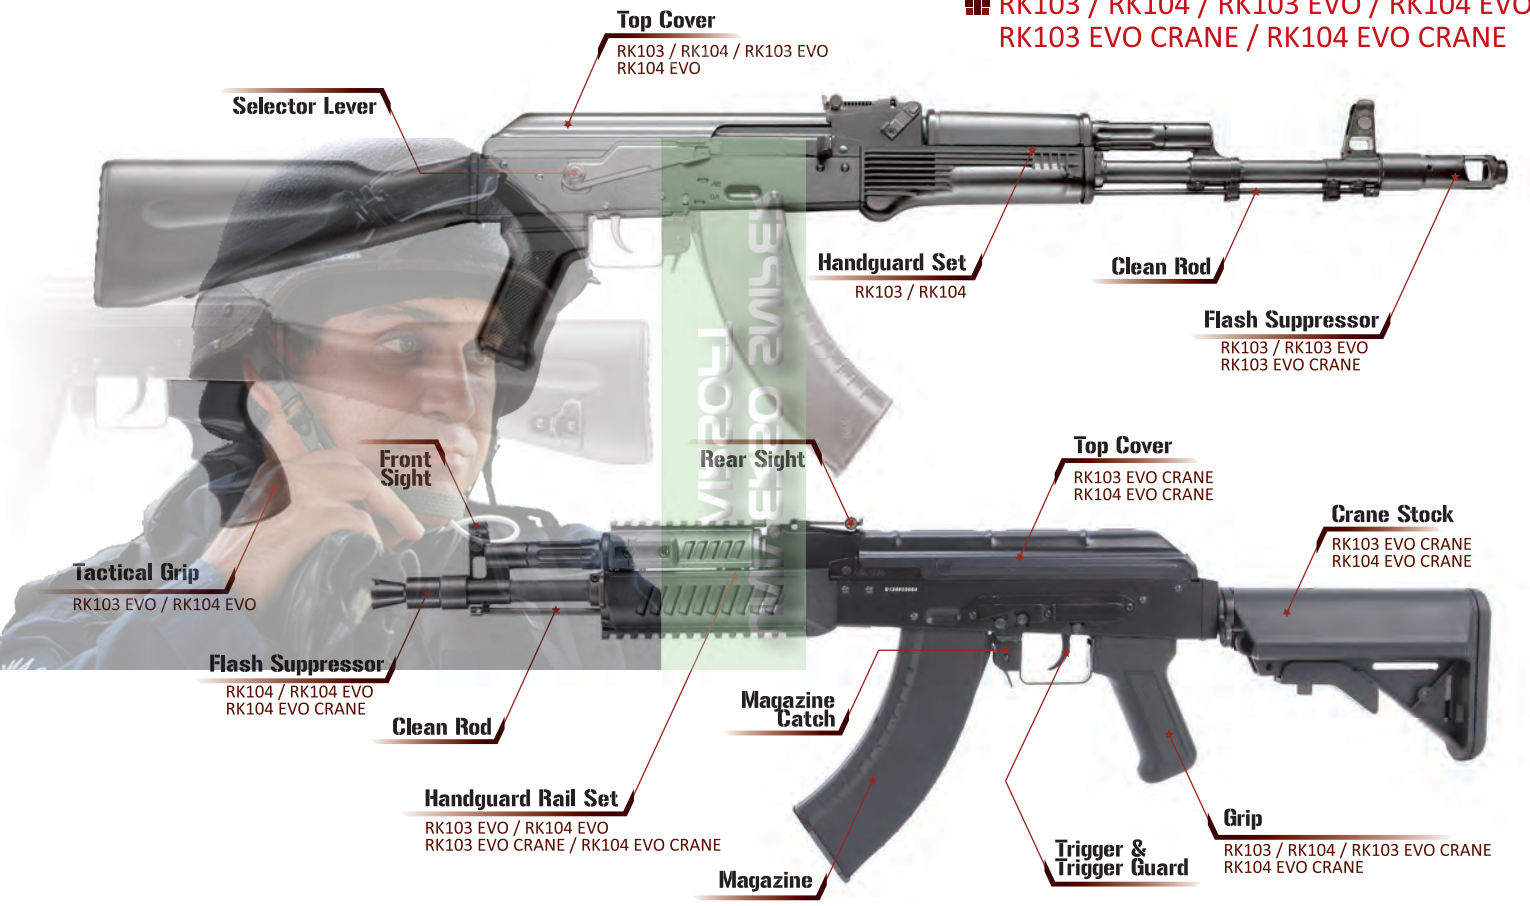 RK103 / RK104 / RK103 EVO / RK104 EVO
RK103 EVO CRANE / RK104 EVO CRANE
Top Cover
RK103 / RK104 / RK103 EVO
RK104 EVO
Selector Lever
Handguard Set
RK103 / RK104
Clean Rod
Flash Suppressor
RK103 / RK103 EVO
RK103 EVO CRANE
Front
Sight
Rear Sight
Top Cover
RK103 EVO CRANE
RK104 EVO CRANE
Crane Stock
RK103 EVO CRANE
RK104 EVO CRANE
Tactical Grip
RK103 EVO / RK104 EVO
Flash Suppressor
RK104 / RK104 EVO
RK104 EVO CRANE
Clean Rod
Magazine
Catch
Handguard Rail Set
RK103 EVO / RK104 EVO
RK103 EVO CRANE / RK104 EVO CRANE
Magazine
Trigger &
Trigger Guard
Grip
RK103 / RK104 / RK103 EVO CRANE
RK104 EVO CRANE